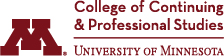 College of Continuing
& Professional Studies
University of Minnesota